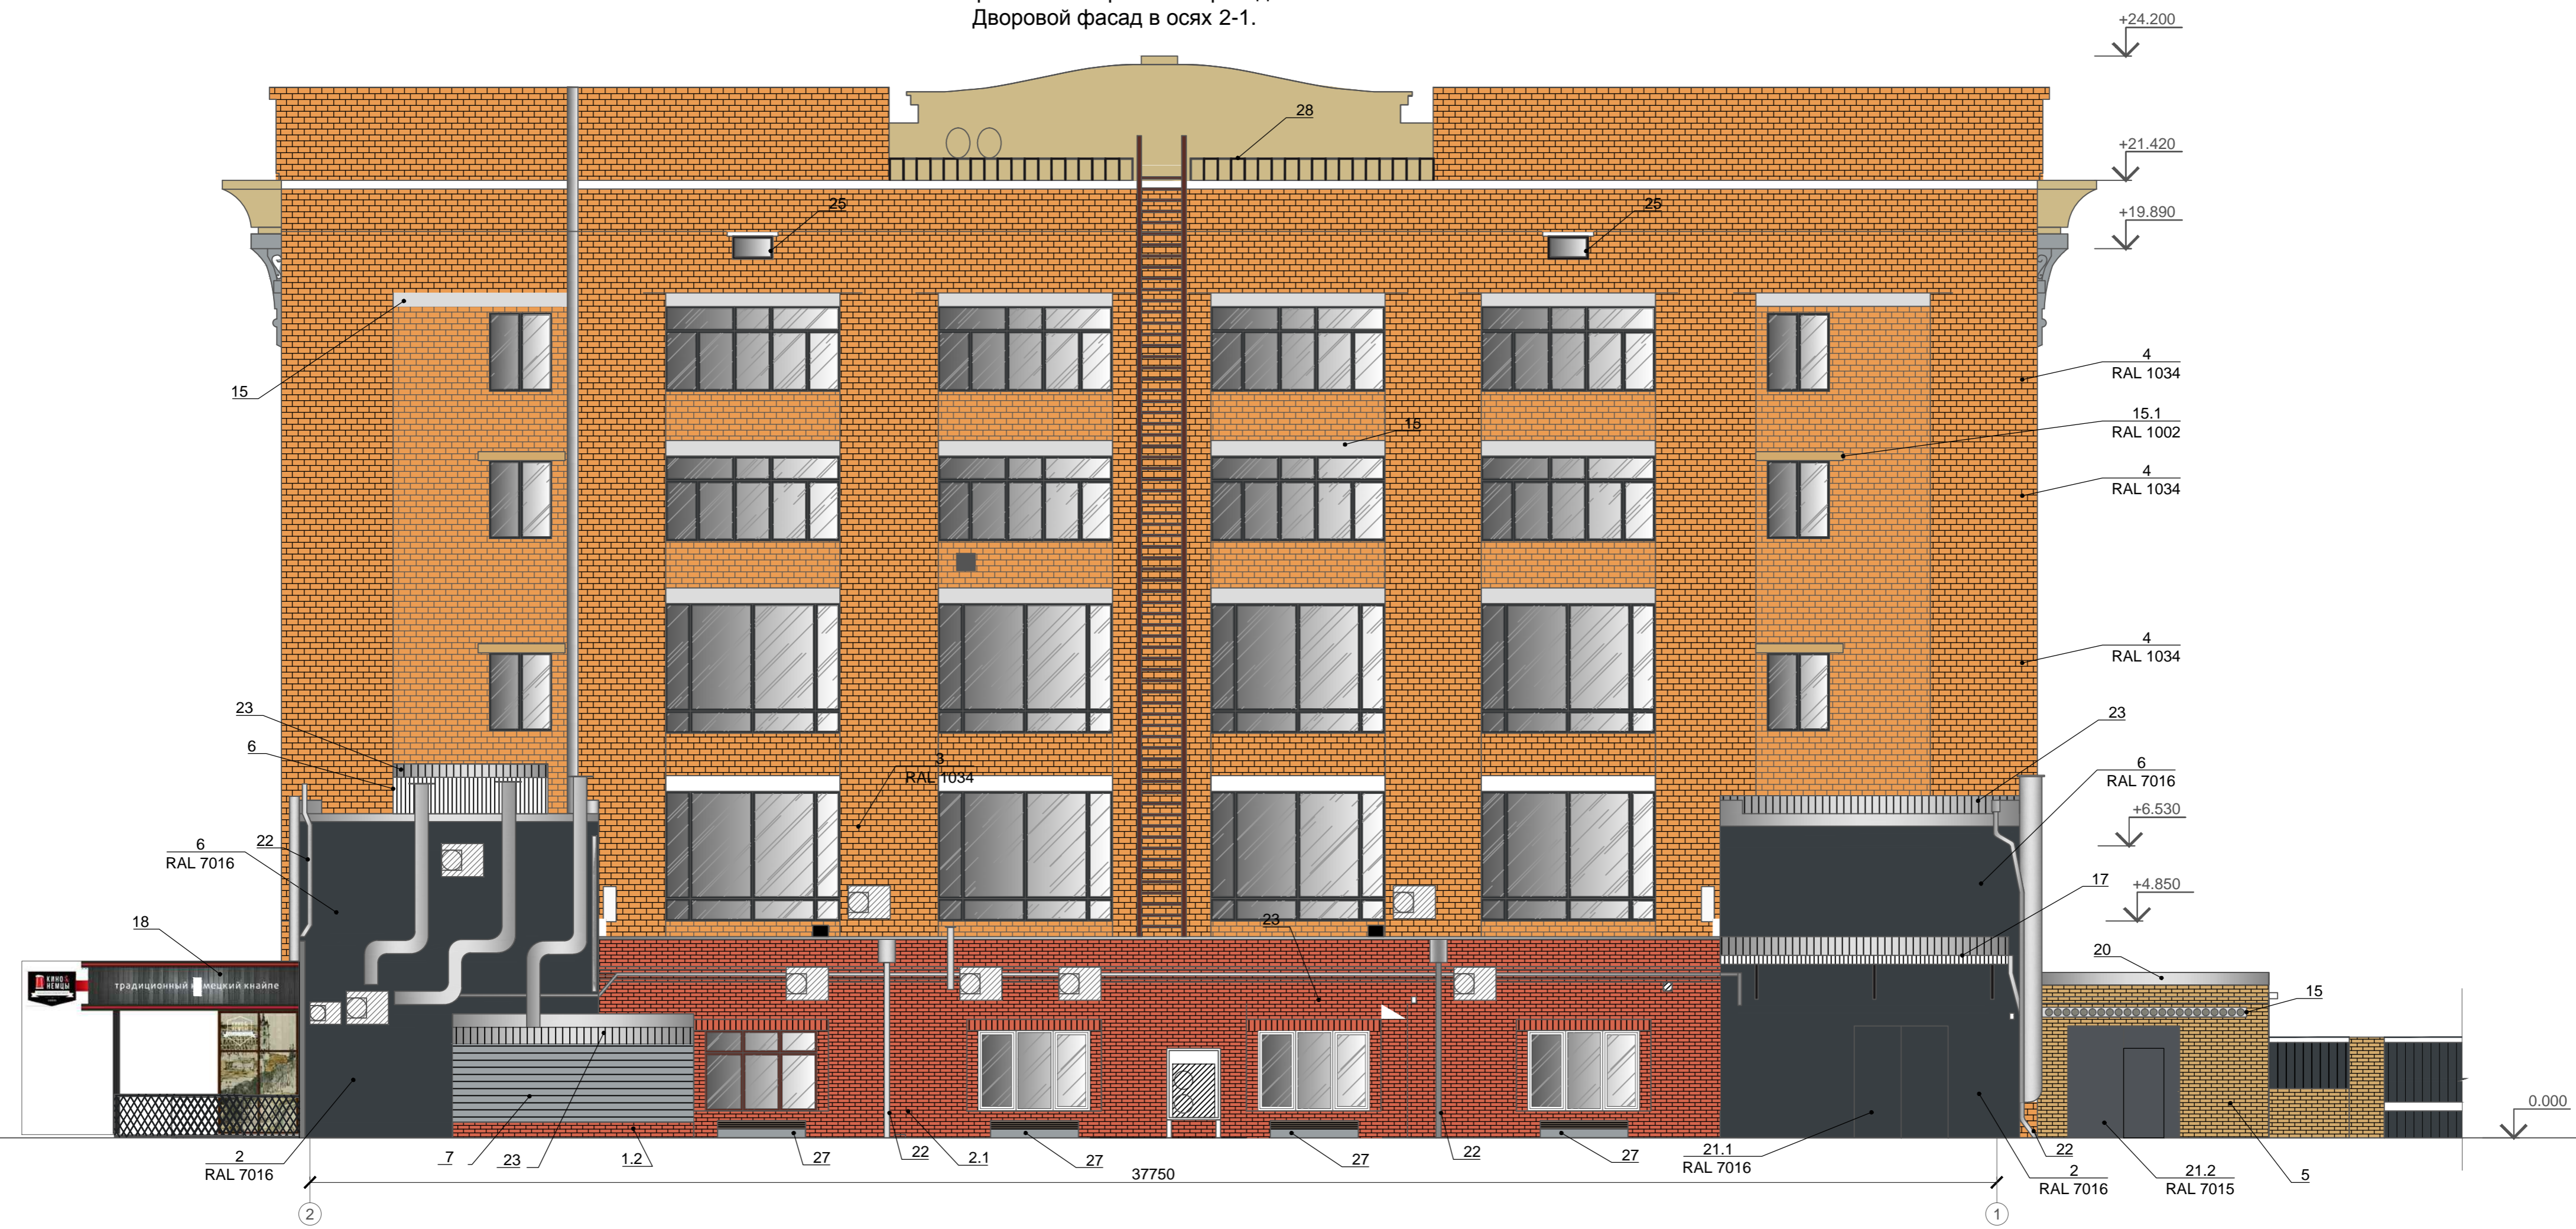 Дворовой фасад в осях 2-1.
+24.200
28
+21.420
25
25
+19.890
15
4
RAL 1034
15.1
RAL 1002
15
4
RAL 1034
4
RAL 1034
23
6
3
RAL 1034
23
6
RAL 7016
+6.530
6
RAL 7016
22
17
+4.850
18
23
20
КИНО
НЕМЦЫ
традиционный
мецкий кнайпе
15
0.000
2
RAL 7016
7
23
1.2
27
22
2.1
27
27
22
27
21.1
RAL 7016
22
2
RAL 7016
21.2
RAL 7015
5
37750
2
1